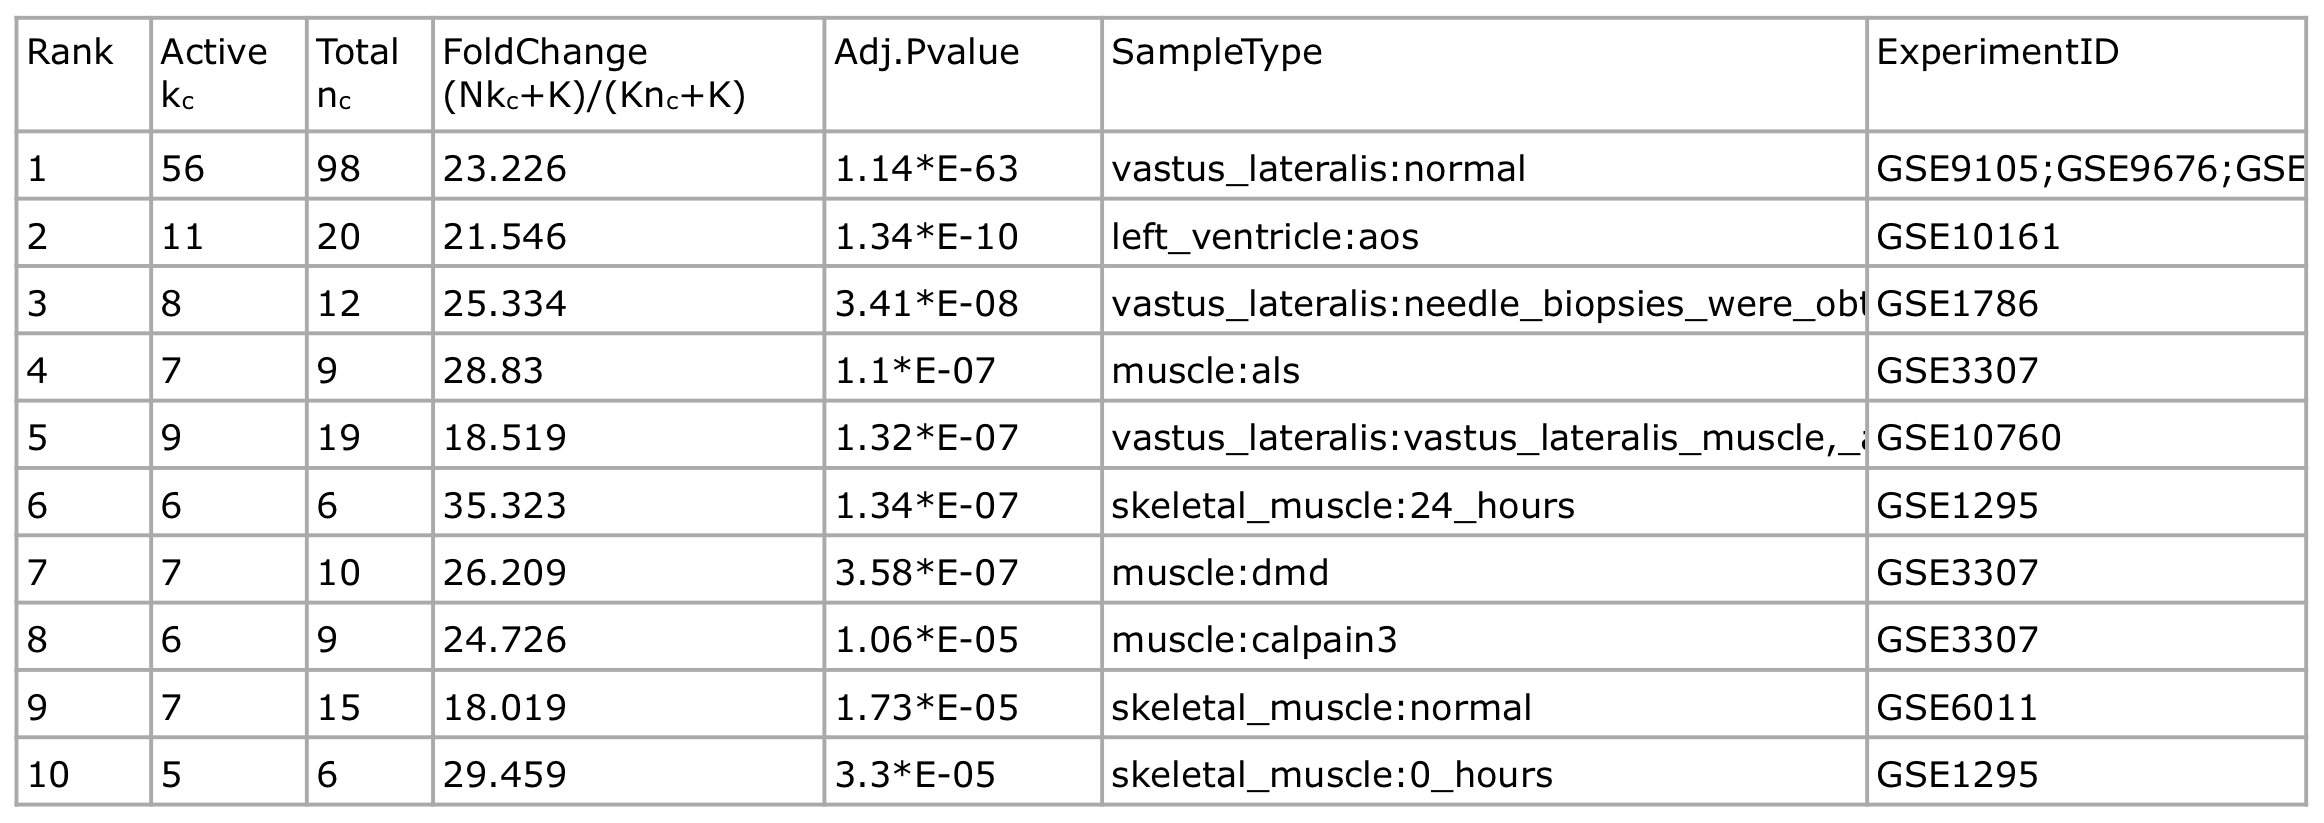 Rank Active k_c Total n_c FoldChange (Nk_c+K)/(Kn_c+K) Adj.Pvalue SampleType ExperimentID
1 56 98 23.226 1.14*E-63 vastus_lateralis:normal GSE9105;GSE9676;GSE
2 11 20 21.546 1.34*E-10 left_ventricle:aos GSE10161
3 8 12 25.334 3.41*E-08 vastus_lateralis:needle_biopsies_were_obt GSE1786
4 7 9 28.83 1.1*E-07 muscle:als GSE3307
5 9 19 18.519 1.32*E-07 vastus_lateralis:vastus_lateralis_muscle,_a GSE10760
6 6 6 35.323 1.34*E-07 skeletal_muscle:24_hours GSE1295
7 7 10 26.209 3.58*E-07 muscle:dmd GSE3307
8 6 9 24.726 1.06*E-05 muscle:calpain3 GSE3307
9 7 15 18.019 1.73*E-05 skeletal_muscle:normal GSE6011
10 5 6 29.459 3.3*E-05 skeletal_muscle:0_hours GSE1295